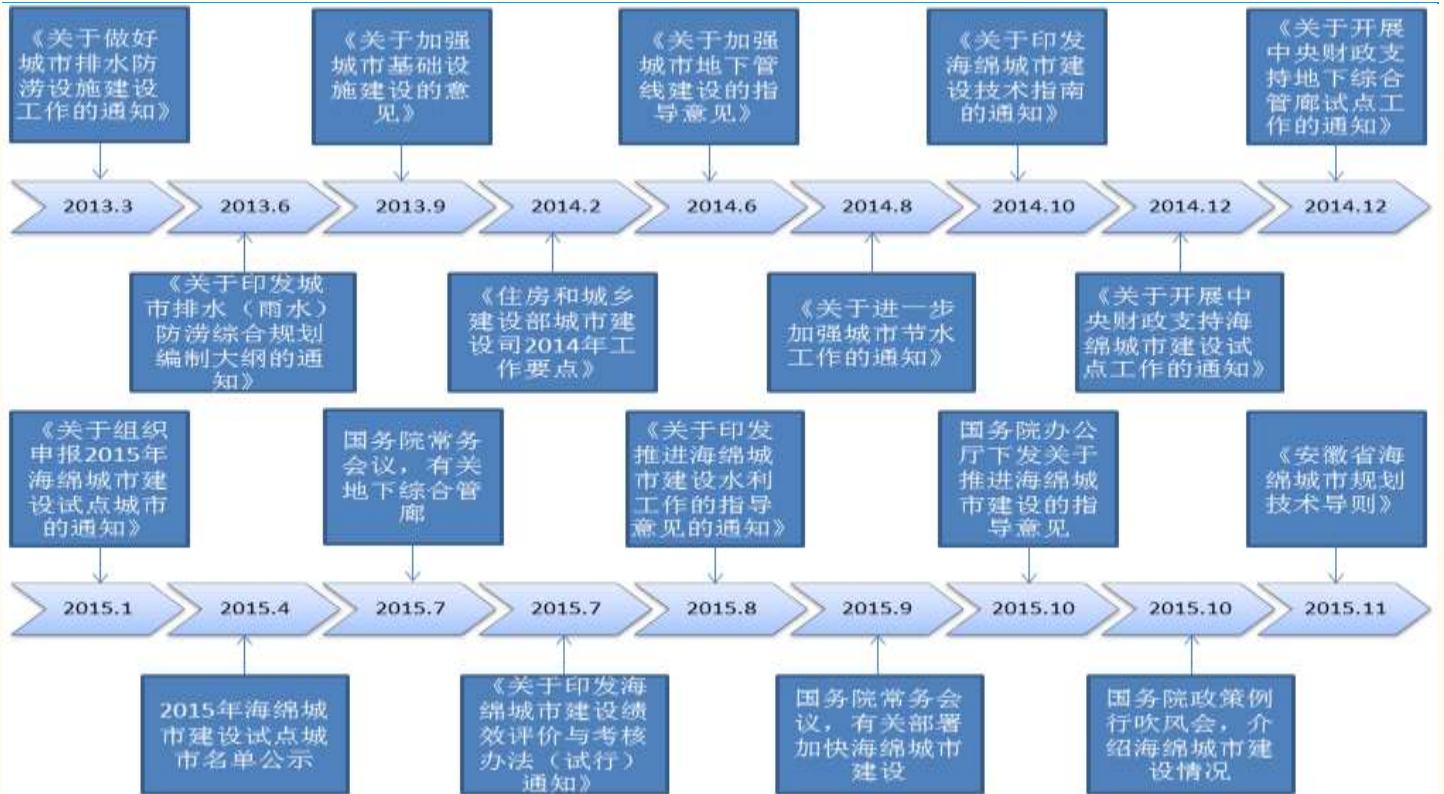 《关于做好
城市排水防
涝设施建设
工作的通知》
《关于加强
城市基础设
施建设的意
见》
《关于加强
城市地下管
线建设的指
导意见》
《关于印发
海绵城市建
设技术指南
的通知》
《关于开展
中央财政支
持地下综合
管廊试点工
作的通知》
2013.3
2013.6
2013.9
2014.2
2014.6
2014.8
2014.10
2014.12
2014.12
《关于印发城
市排水（雨水）
防涝综合规划
编制大纲的通
知》
《住房和城乡
建设部城市建
设司2014年工
作要点》
《关于进一步
加强城市节水
工作的通知》
《关于开展中
央财政支持海
绵城市建设试
点工作的通知》
《关于组织
申报2015年
海绵城市建
设试点城市
的通知》
国务院常务
会议，有关
地下综合管
廊
《关于印发
推进海绵城
市建设水利
工作的指导
意见的通知》
国务院办公
厅下发关于
推进海绵城
市建设的指
导意见
《安徽省海
绵城市规划
技术导则》
2015.1
2015.4
2015.7
2015.7
2015.8
2015.9
2015.10
2015.10
2015.11
2015年海绵城
市建设试点城
市名单公示
《关于印发海
绵城市建设绩
效评价与考核
办法（试行）
通知》
国务院常务会
议，有关部署
加快海绵城市
建设
国务院政策例
行吹风会，介
绍海绵城市建
设情况